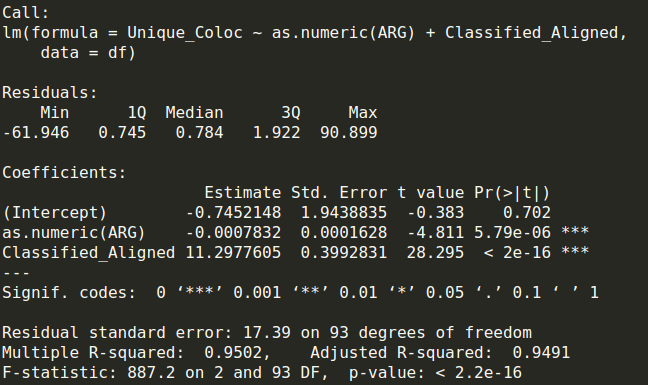 Call:
lm(formula = Unique_Coloc ~ as.numeric(ARG) + Classified_Aligned,
    data = df)

Residuals:
    Min      1Q  Median      3Q     Max
-61.946   0.745   0.784   1.922  90.899

Coefficients:
                     Estimate Std. Error t value Pr(>|t|)
(Intercept)        -0.7452148  1.9438835  -0.383    0.702
as.numeric(ARG)    -0.0007832  0.0001628  -4.811 5.79e-06 ***
Classified_Aligned 11.2977605  0.3992831  28.295  < 2e-16 ***
---
Signif. codes:  0 ‘***’ 0.001 ‘**’ 0.01 ‘*’ 0.05 ‘.’ 0.1 ‘ ’ 1

Residual standard error: 17.39 on 93 degrees of freedom
Multiple R-squared:  0.9502,    Adjusted R-squared:  0.9491
F-statistic: 887.2 on 2 and 93 DF,  p-value: < 2.2e-16